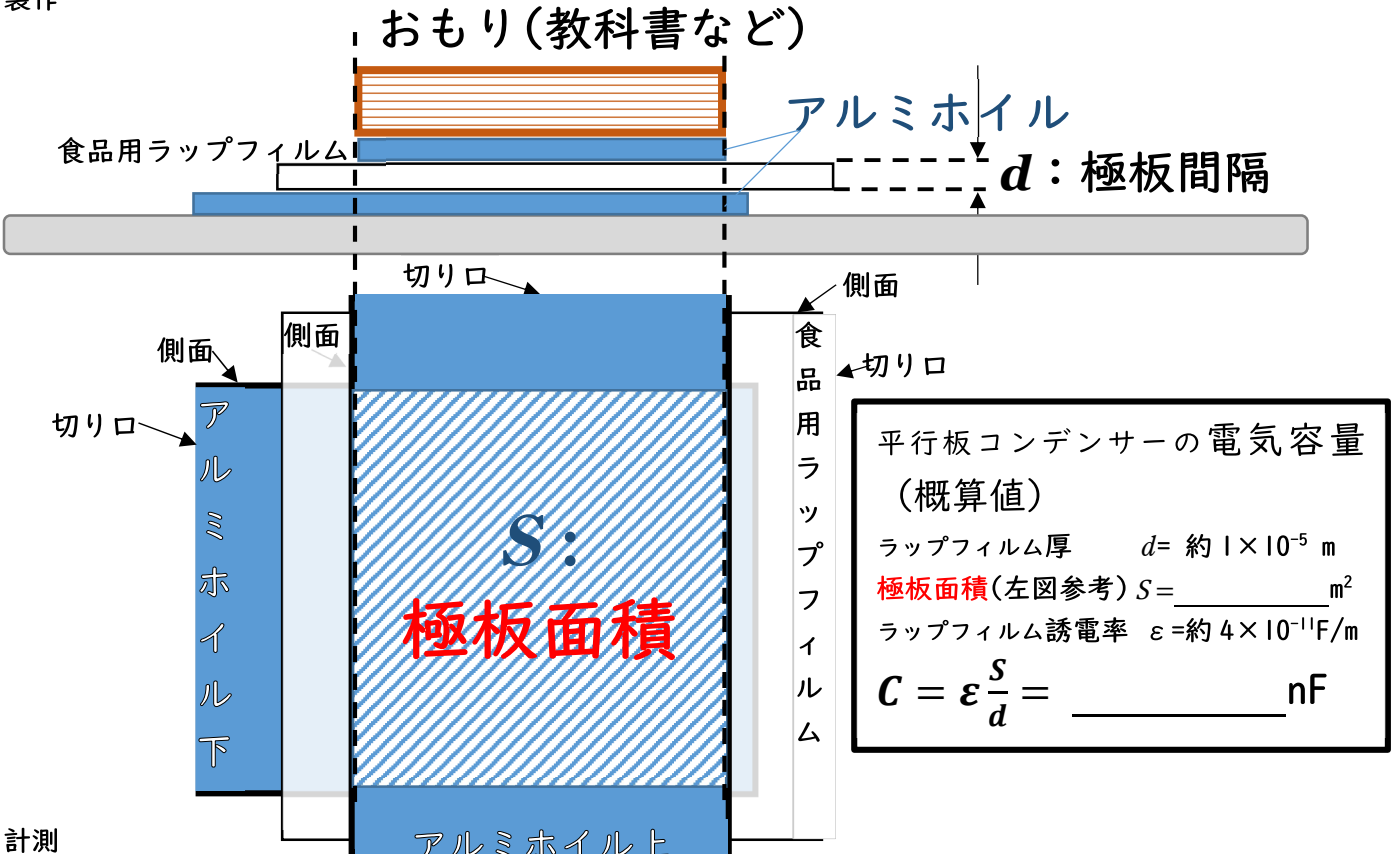 製作
おもり(教科書など)
アルミホイル
食品用ラップフィルム
d：極板間隔
切り口
側面
側面
側面
切り口
切り口
アルミホイル下
食品用ラップフィルム
S：
極板面積
アルミホイル上
平行板コンデンサーの電気容量
(概算値)
ラップフィルム厚 d= 約 1×10⁻⁵ m
極板面積(左図参考) S=＿＿＿＿＿m²
ラップフィルム誘電率 ε=約 4×10⁻¹¹F/m
C = ε S/d = ＿＿＿＿＿nF
計測